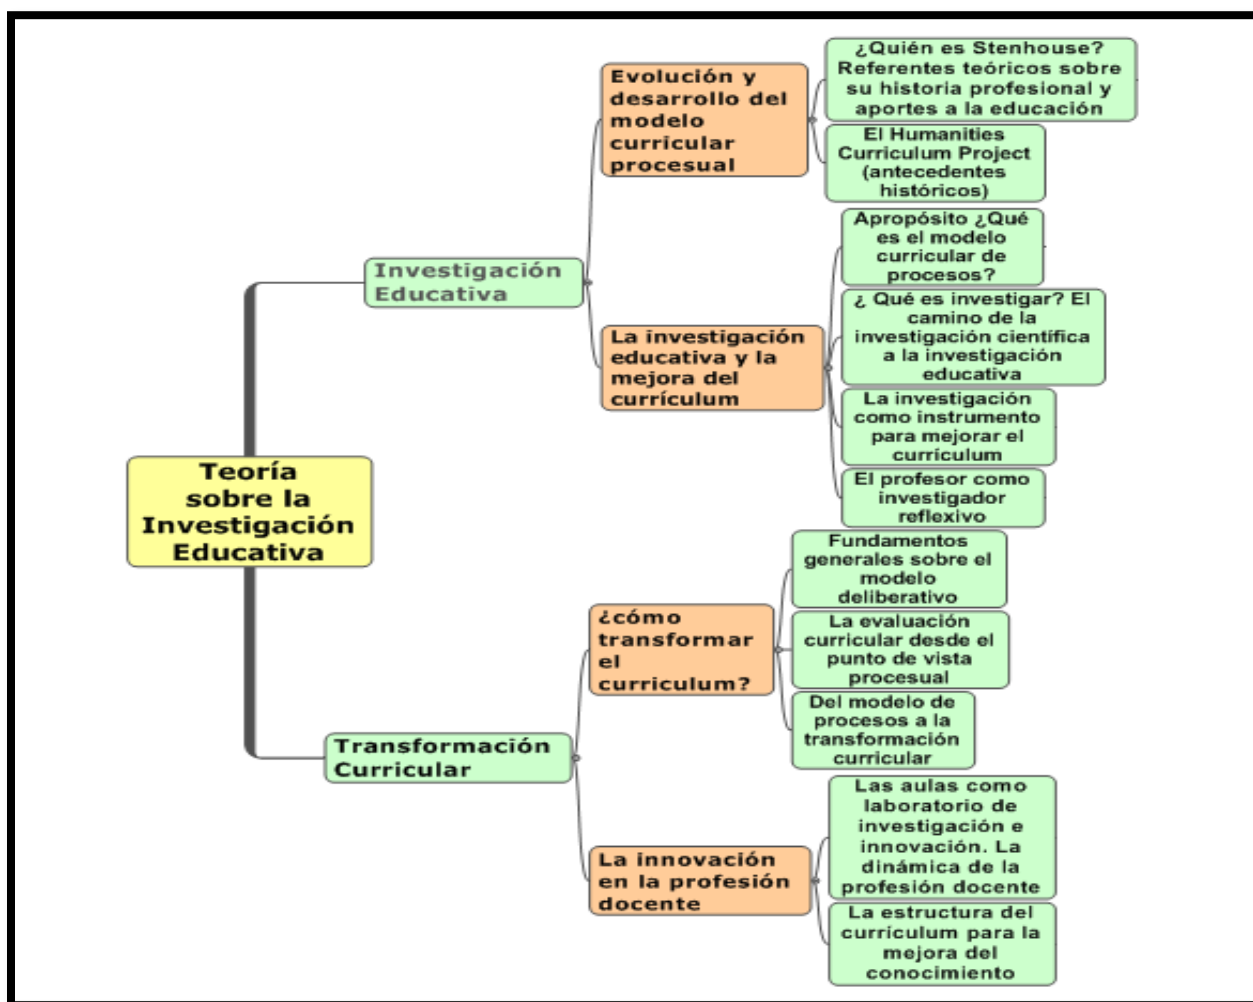 ¿Quién es Stenhouse?
Referentes teóricos sobre
su historia profesional y
aportes a la educación
Evolución y
desarrollo del
modelo
curricular
procesual
El Humanities
Curriculum Project
(antecedentes
históricos)
Apropósito ¿Qué
es el modelo
curricular de
procesos?
Investigación
Educativa
¿ Qué es investigar? El
camino de la
investigación científica
a la investigación
educativa
La investigación
educativa y la
mejora del
currículum
La investigación
como instrumento
para mejorar el
currículum
El profesor como
investigador
reflexivo
Teoría
sobre la
Investigación
Educativa
Fundamentos
generales sobre el
modelo
deliberativo
¿cómo
transformar
el
curriculum?
La evaluación
curricular desde el
punto de vista
procesual
Del modelo de
procesos a la
transformación
curricular
Transformación
Curricular
Las aulas como
laboratorio de
investigación e
innovación. La
dinámica de la
profesión docente
La innovación
en la profesión
docente
La estructura del
currículum para la
mejora del
conocimiento